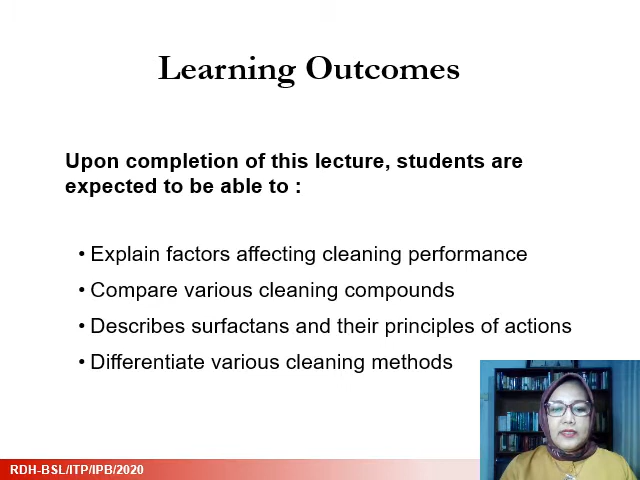 Learning Outcomes
Upon completion of this lecture, students are
expected to be able to :
• Explain factors affecting cleaning performance
• Compare various cleaning compounds
• Describes surfactans and their principles of actions
• Differentiate various cleaning methods
RDH-BSL/ITP/IPB/2020